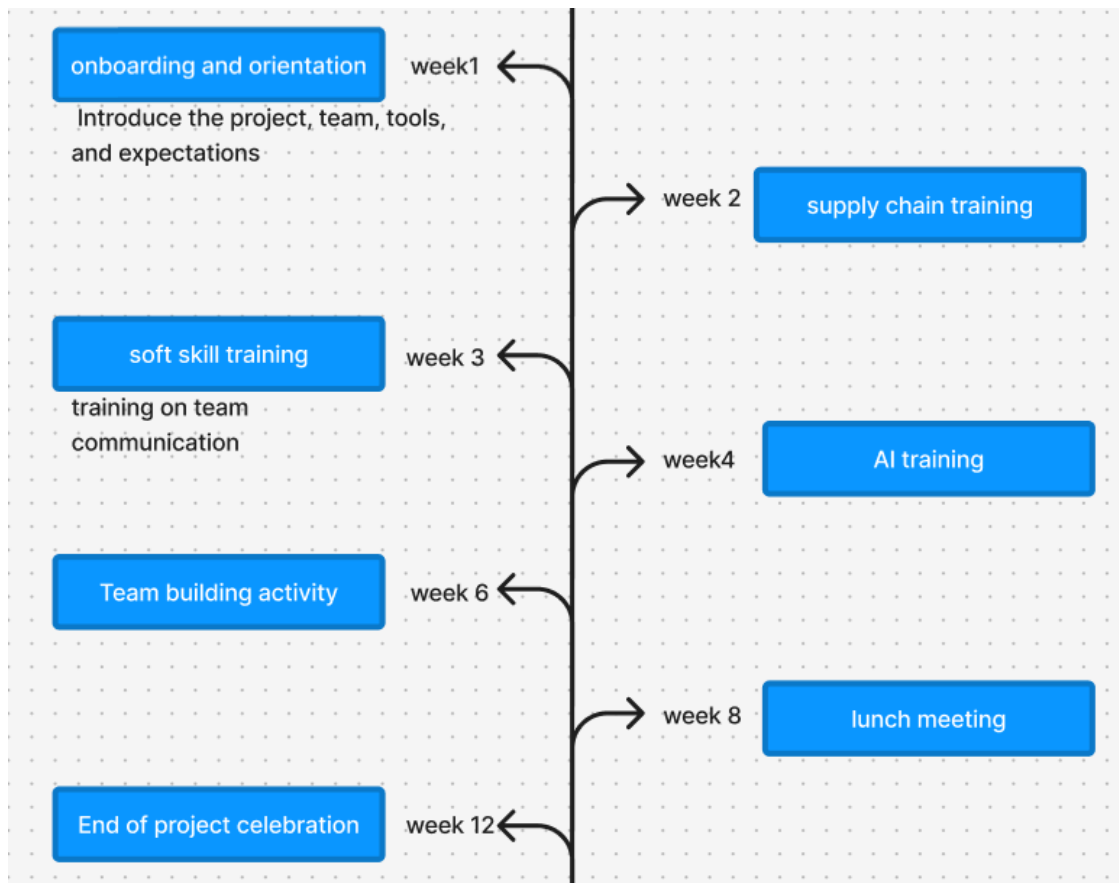 onboarding and orientation
week1
Introduce the project, team, tools,
and expectations
week 2
supply chain training
soft skill training
week 3
training on team
communication
week4
AI training
Team building activity
week 6
week 8
lunch meeting
End of project celebration
week 12